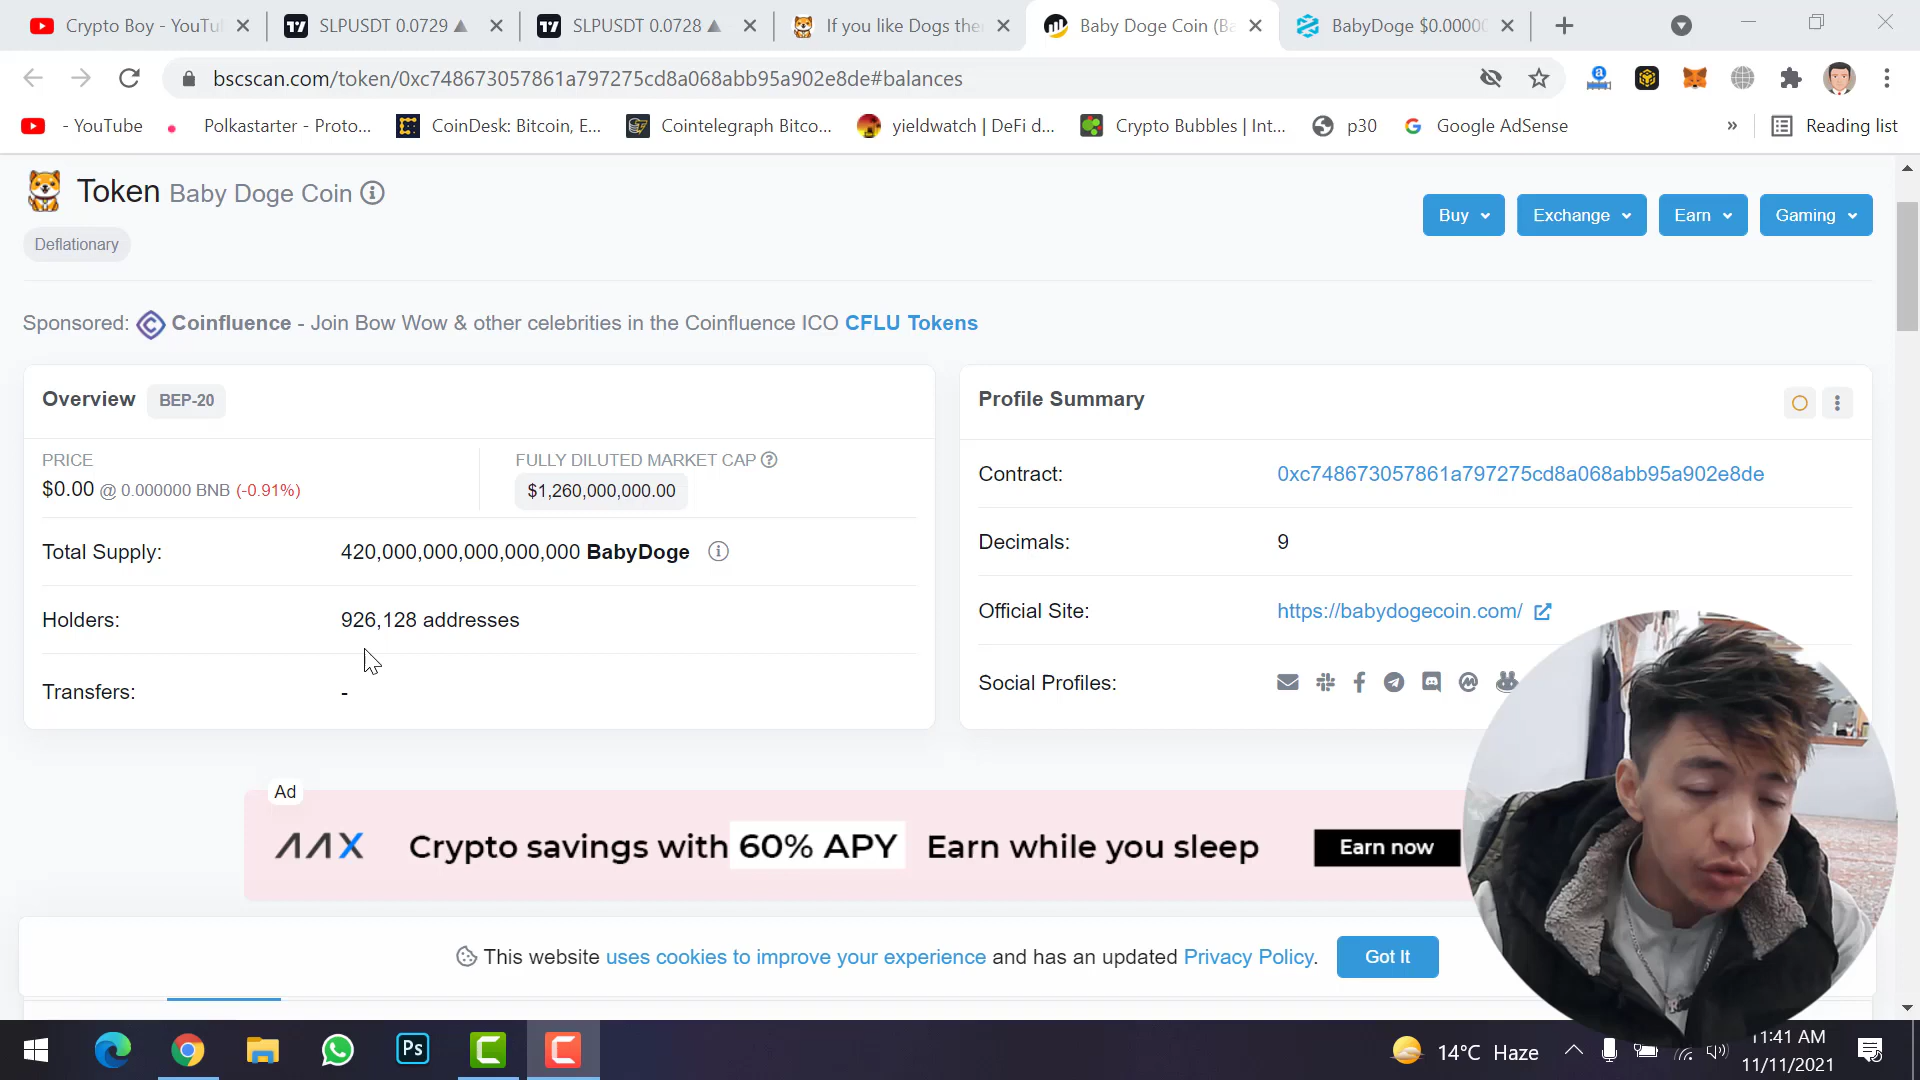 Crypto Boy - YouTu
SLPUSDT 0.0729 ▲
SLPUSDT 0.0728 ▲
If you like Dogs the
Baby Doge Coin (Ba
BabyDoge $0.0000
bscscan.com/token/0xc748673057861a797275cd8a068abb95a902e8de#balances
- YouTube
Polkastarter - Proto...
CoinDesk: Bitcoin, E...
Cointelegraph Bitco...
yieldwatch | DeFi d...
Crypto Bubbles | Int...
p30
Google AdSense
»
Reading list
Token Baby Doge Coin
Deflationary
Buy
Exchange
Earn
Gaming
Sponsored: Coinfluence - Join Bow Wow & other celebrities in the Coinfluence ICO CFLU Tokens
Overview BEP-20
PRICE
$0.00 @ 0.000000 BNB (-0.91%)
FULLY DILUTED MARKET CAP
$1,260,000,000.00
Total Supply: 420,000,000,000,000,000 BabyDoge
Holders: 926,128 addresses
Transfers: -
Profile Summary
Contract: 0xc748673057861a797275cd8a068abb95a902e8de
Decimals: 9
Official Site: https://babydogecoin.com/
Social Profiles:
Ad
AAX Crypto savings with 60% APY Earn while you sleep Earn now
This website uses cookies to improve your experience and has an updated Privacy Policy. Got It
Ps
14°C Haze
11:41 AM
11/11/2021